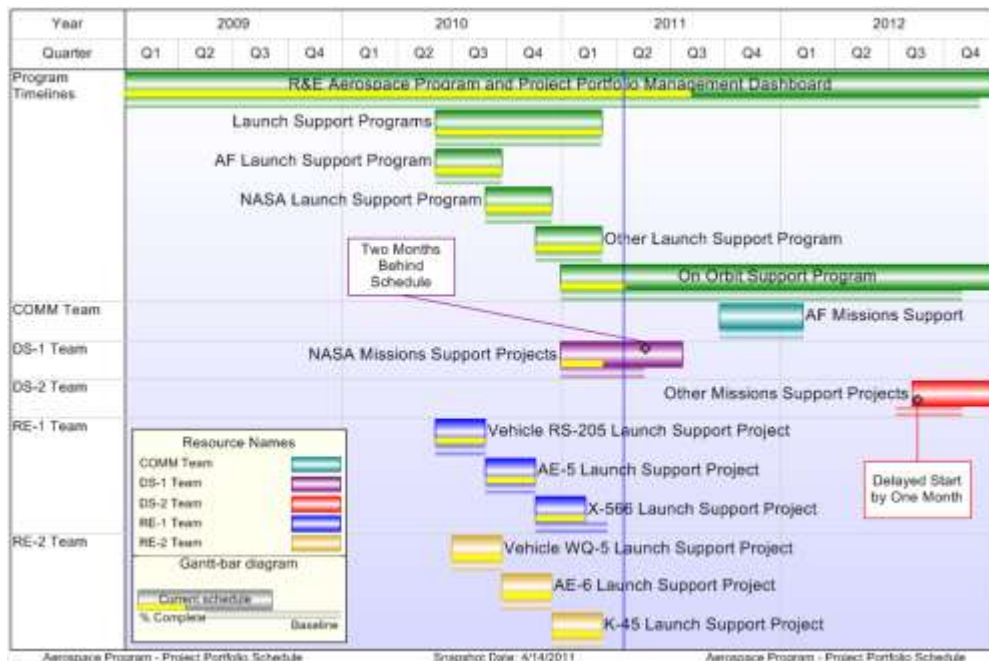 Year 2009 2010 2011 2012
Quarter Q1 Q2 Q3 Q4 Q1 Q2 Q3 Q4 Q1 Q2 Q3 Q4 Q1 Q2 Q3 Q4
Program
Timelines
R&E Aerospace Program and Project Portfolio Management Dashboard
Launch Support Programs
AF Launch Support Program
NASA Launch Support Program
Other Launch Support Program
Two Months
Behind
Schedule
On Orbit Support Program
COMM Team
AF Missions Support
DS-1 Team
NASA Missions Support Projects
DS-2 Team
Other Missions Support Projects
RE-1 Team
Vehicle RS-205 Launch Support Project
AE-5 Launch Support Project
X-566 Launch Support Project
Delayed Start
by One Month
Resource Names
COMM Team
DS-1 Team
DS-2 Team
RE-1 Team
RE-2 Team
RE-2 Team
Vehicle WQ-5 Launch Support Project
AE-6 Launch Support Project
K-45 Launch Support Project
Gantt-bar diagram
Current schedule
% Complete
Baseline
Aerospace Program - Project Portfolio Schedule Snapshot Date: 4/14/2011 Aerospace Program - Project Portfolio Schedule